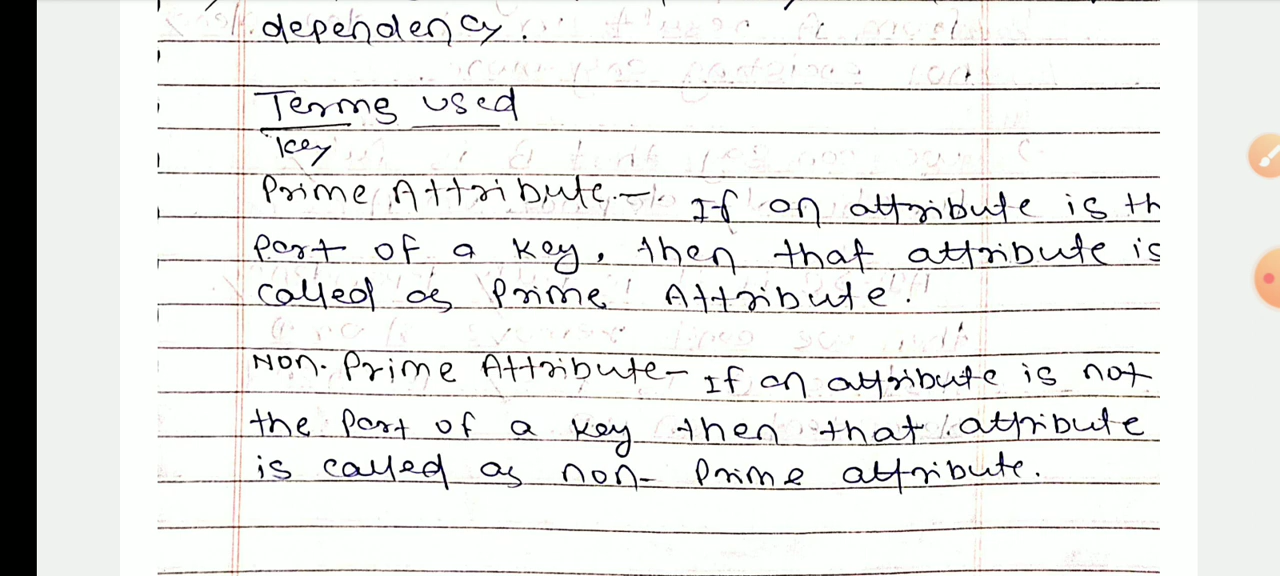 dependency.
Terms used
Key
Prime Attribute - If an attribute is th
Part of a key, then that attribute is
called as Prime Attribute.
Non-Prime Attribute - If an attribute is not
the part of a key then that attribute
is called as non-Prime attribute.